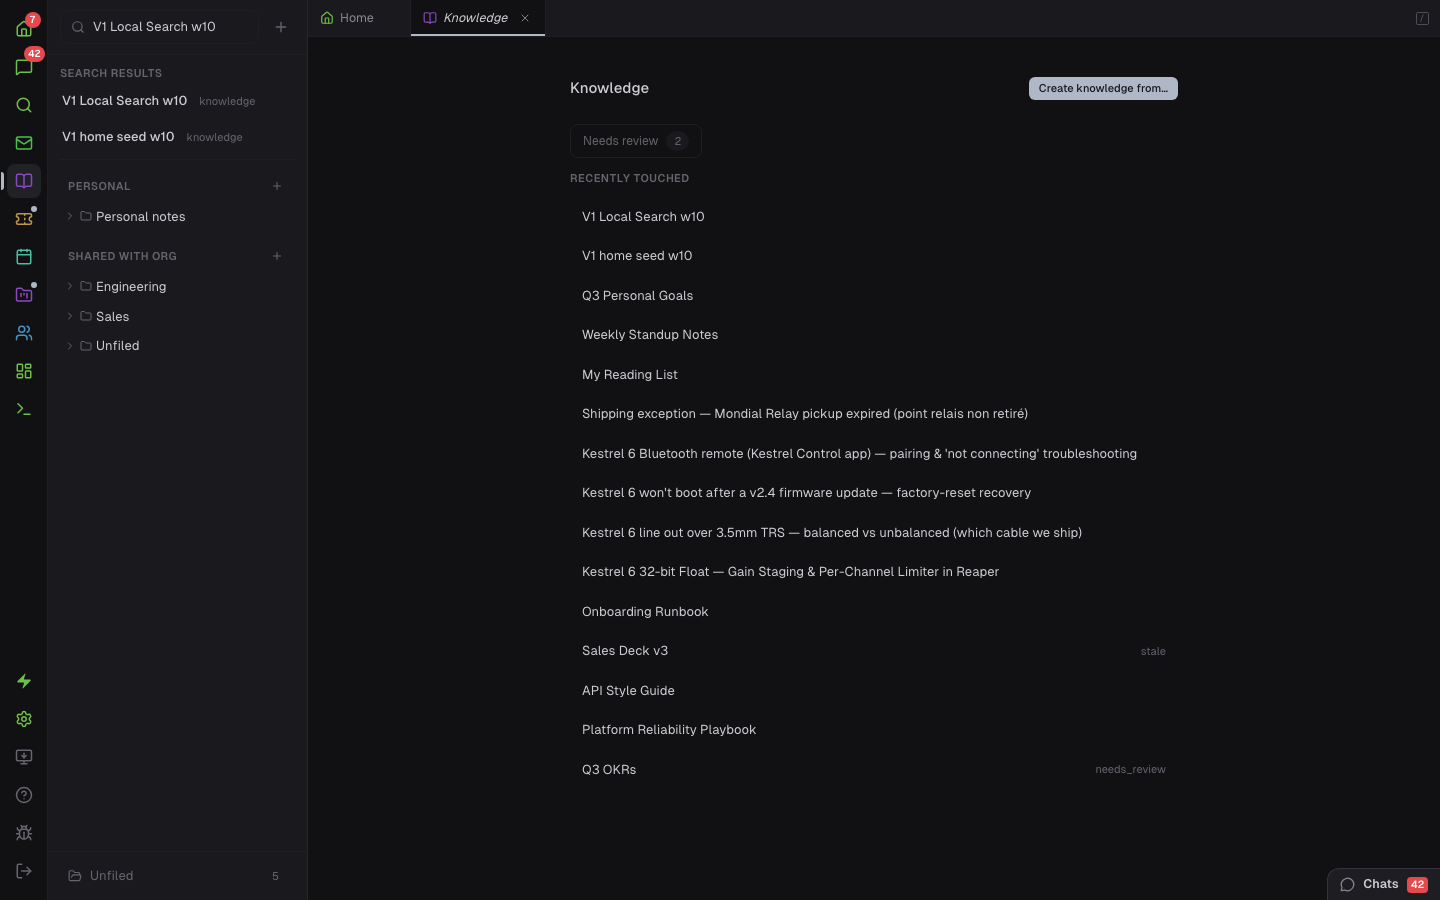 7
42
V1 Local Search w10
SEARCH RESULTS
V1 Local Search w10 knowledge
V1 home seed w10 knowledge
PERSONAL
Personal notes
SHARED WITH ORG
Engineering
Sales
Unfiled
Unfiled 5
Home
Knowledge
Knowledge
Create knowledge from...
Needs review 2
RECENTLY TOUCHED
V1 Local Search w10
V1 home seed w10
Q3 Personal Goals
Weekly Standup Notes
My Reading List
Shipping exception — Mondial Relay pickup expired (point relais non retiré)
Kestrel 6 Bluetooth remote (Kestrel Control app) — pairing & 'not connecting' troubleshooting
Kestrel 6 won't boot after a v2.4 firmware update — factory-reset recovery
Kestrel 6 line out over 3.5mm TRS — balanced vs unbalanced (which cable we ship)
Kestrel 6 32-bit Float — Gain Staging & Per-Channel Limiter in Reaper
Onboarding Runbook
Sales Deck v3 stale
API Style Guide
Platform Reliability Playbook
Q3 OKRs needs_review
Chats 42